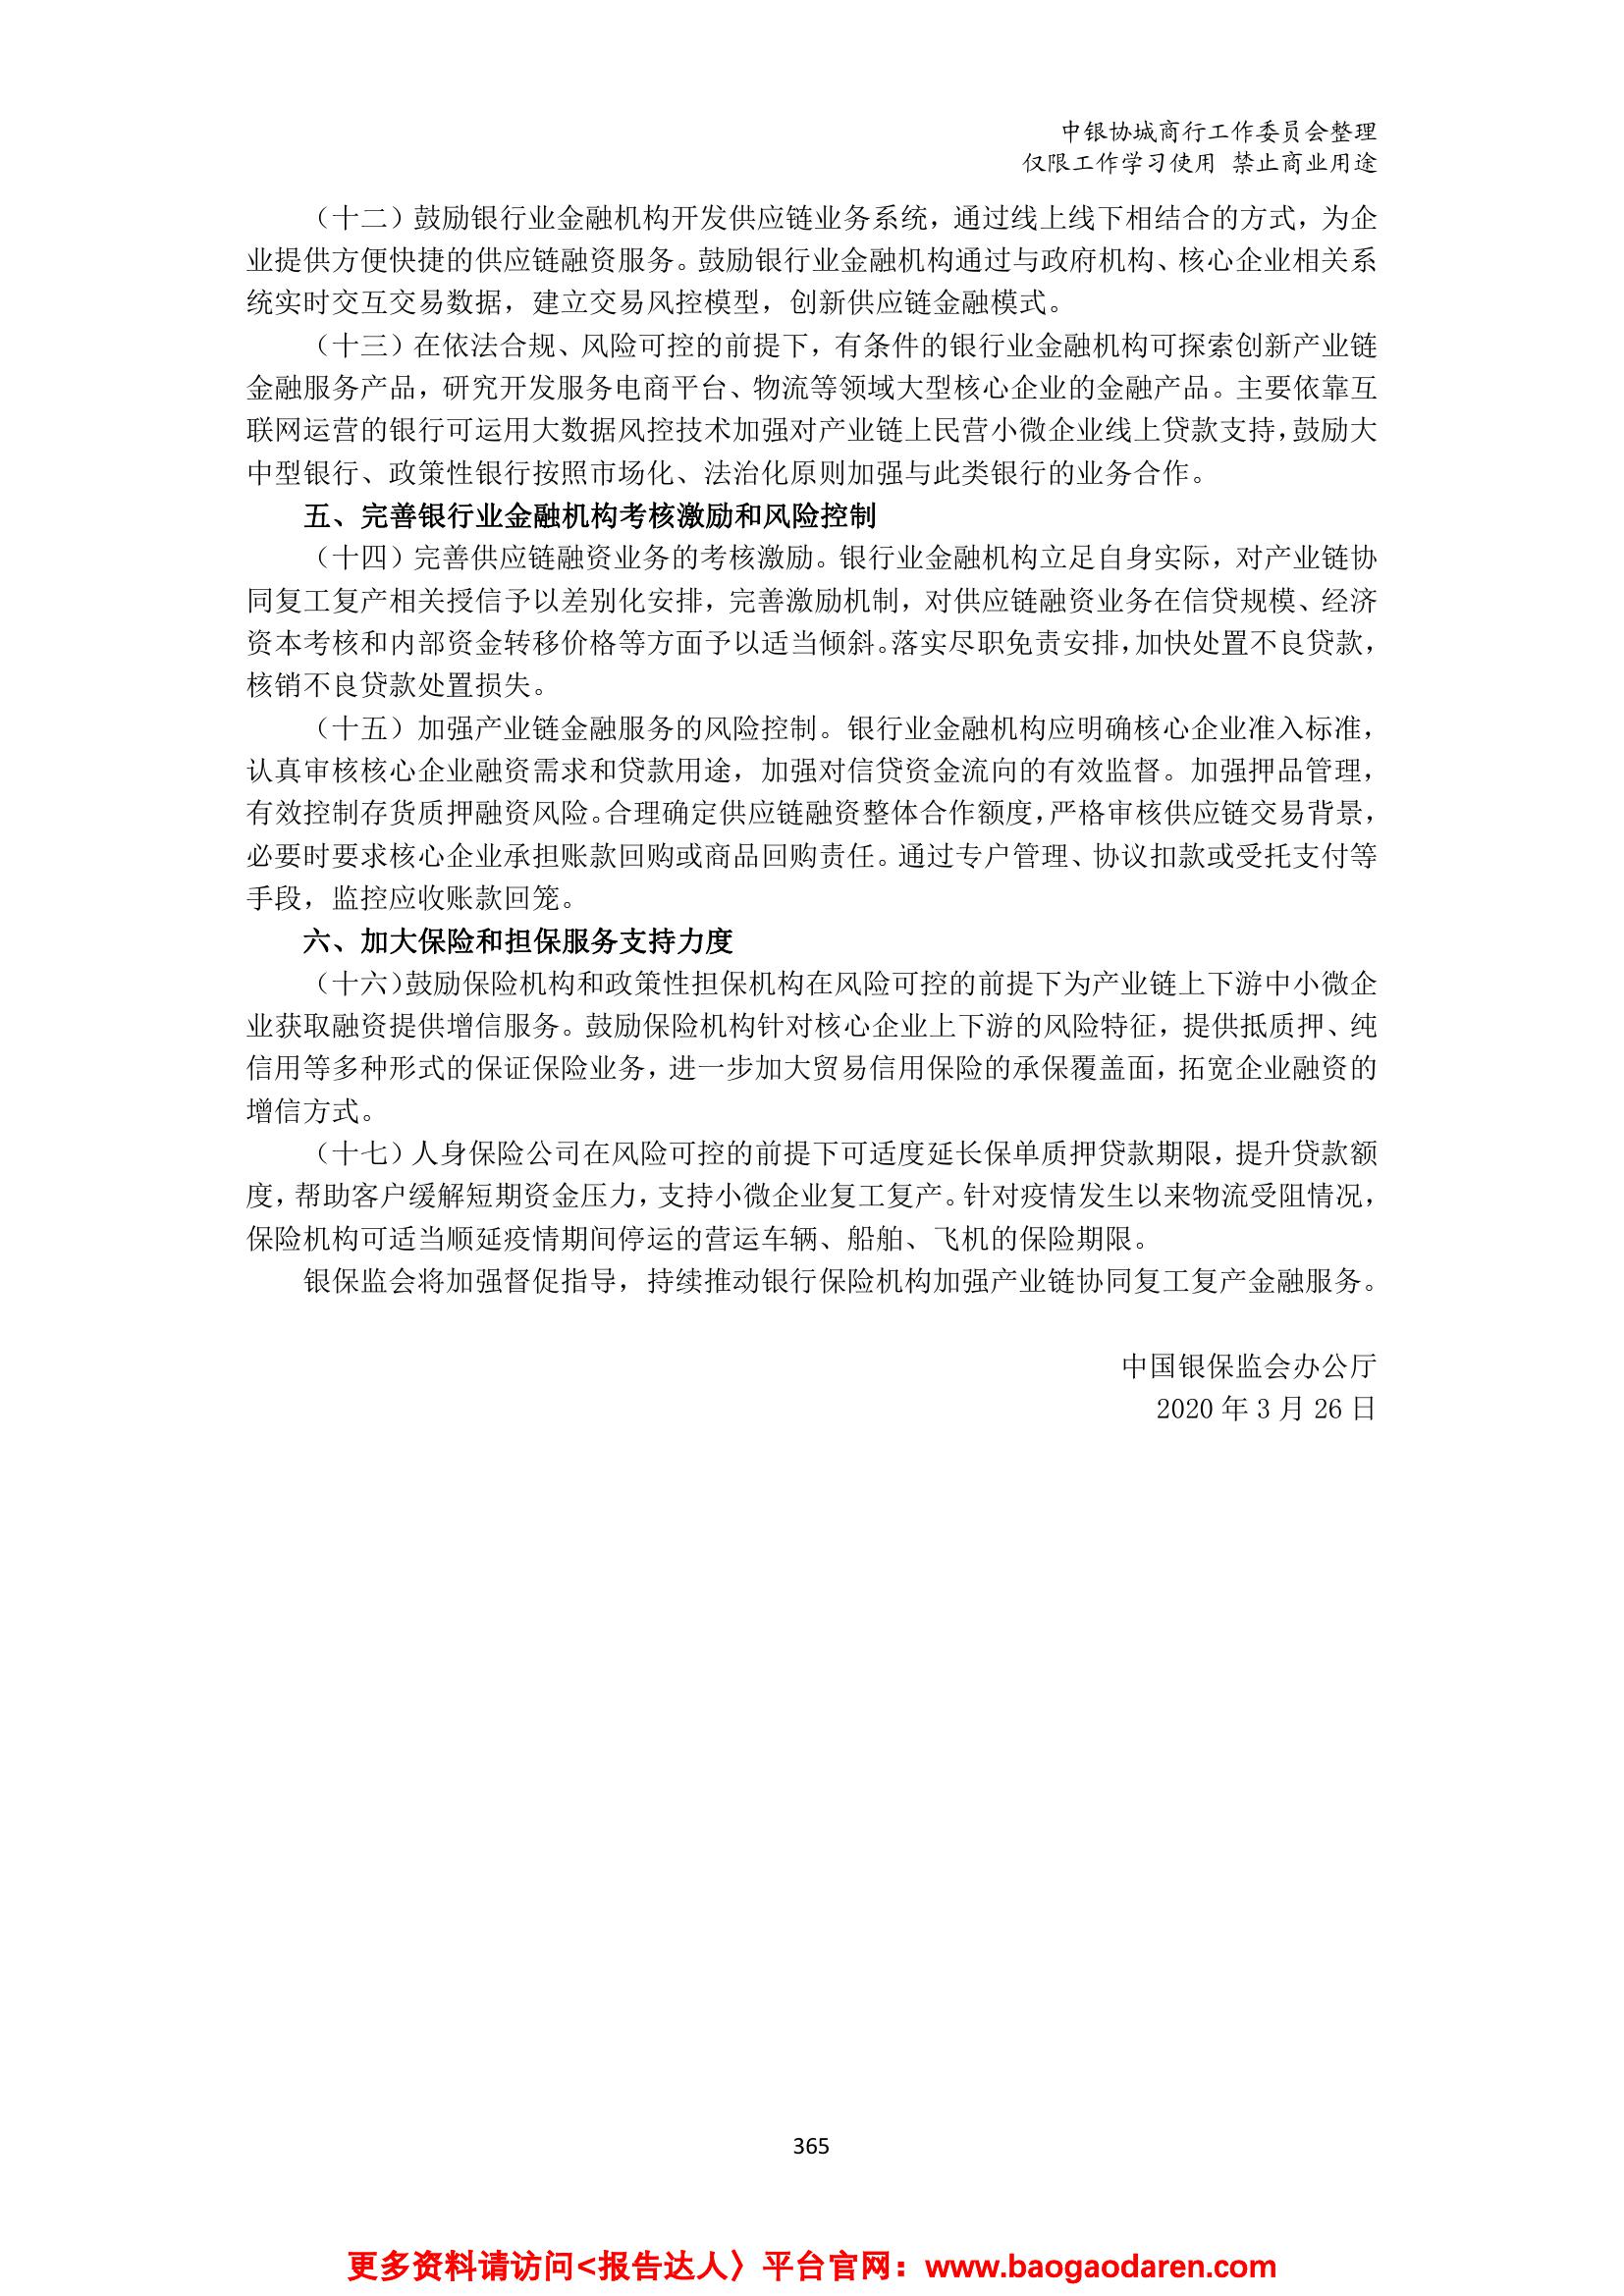 中银协城商行工作委员会整理
仅限工作学习使用 禁止商业用途
（十二）鼓励银行业金融机构开发供应链业务系统，通过线上线下相结合的方式，为企
业提供方便快捷的供应链融资服务。鼓励银行业金融机构通过与政府机构、核心企业相关系
统实时交互交易数据，建立交易风控模型，创新供应链金融模式。
（十三）在依法合规、风险可控的前提下，有条件的银行业金融机构可探索创新产业链
金融服务产品，研究开发服务电商平台、物流等领域大型核心企业的金融产品。主要依靠互
联网运营的银行可运用大数据风控技术加强对产业链上民营小微企业线上贷款支持，鼓励大
中型银行、政策性银行按照市场化、法治化原则加强与此类银行的业务合作。
五、完善银行业金融机构考核激励和风险控制
（十四）完善供应链融资业务的考核激励。银行业金融机构立足自身实际，对产业链协
同复工复产相关授信予以差别化安排，完善激励机制，对供应链融资业务在信贷规模、经济
资本考核和内部资金转移价格等方面予以适当倾斜。落实尽职免责安排，加快处置不良贷款，
核销不良贷款处置损失。
（十五）加强产业链金融服务的风险控制。银行业金融机构应明确核心企业准入标准，
认真审核核心企业融资需求和贷款用途，加强对信贷资金流向的有效监督。加强押品管理，
有效控制存货质押融资风险。合理确定供应链融资整体合作额度，严格审核供应链交易背景，
必要时要求核心企业承担账款回购或商品回购责任。通过专户管理、协议扣款或受托支付等
手段，监控应收账款回笼。
六、加大保险和担保服务支持力度
（十六）鼓励保险机构和政策性担保机构在风险可控的前提下为产业链上下游中小微企
业获取融资提供增信服务。鼓励保险机构针对核心企业上下游的风险特征，提供抵质押、纯
信用等多种形式的保证保险业务，进一步加大贸易信用保险的承保覆盖面，拓宽企业融资的
增信方式。
（十七）人身保险公司在风险可控的前提下可适度延长保单质押贷款期限，提升贷款额
度，帮助客户缓解短期资金压力，支持小微企业复工复产。针对疫情发生以来物流受阻情况，
保险机构可适当顺延疫情期间停运的营运车辆、船舶、飞机的保险期限。
银保监会将加强督促指导，持续推动银行保险机构加强产业链协同复工复产金融服务。
中国银保监会办公厅
2020 年 3 月 26 日
365
更多资料请访问<报告达人〉平台官网：www.baogaodaren.com